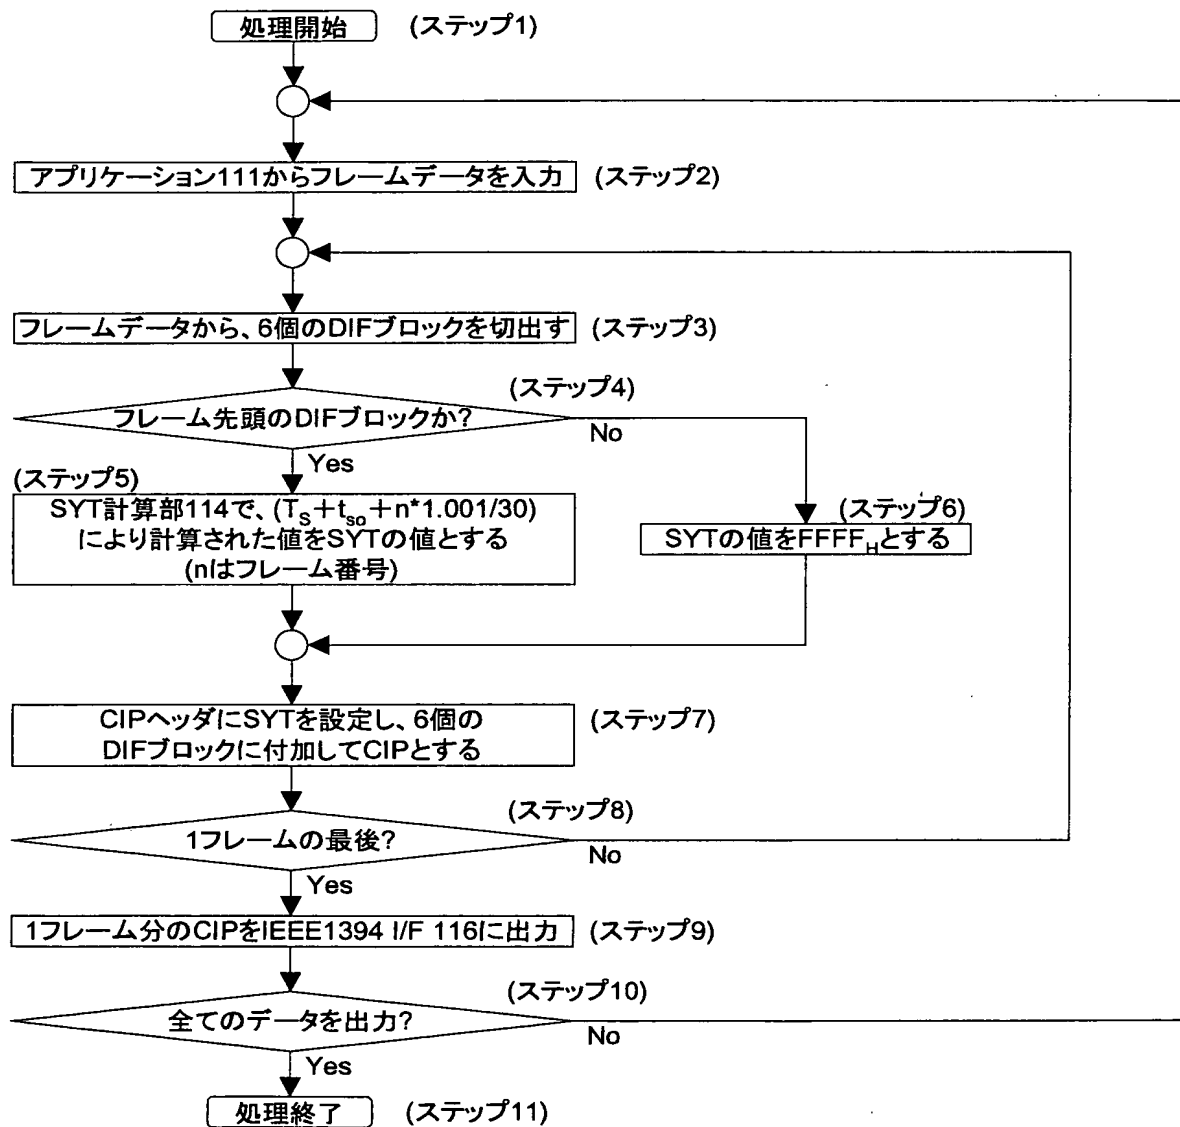 処理開始 (ステップ1)
アプリケーション111からフレームデータを入力 (ステップ2)
フレームデータから、6個のDIFブロックを切出す (ステップ3)
(ステップ4)
フレーム先頭のDIFブロックか?
No
Yes
(ステップ5)
SYT計算部114で、(TS+tso+n*1.001/30)
により計算された値をSYTの値とする
(nはフレーム番号)
(ステップ6)
SYTの値をFFFFHとする
CIPヘッダにSYTを設定し、6個の
DIFブロックに付加してCIPとする
(ステップ7)
(ステップ8)
1フレームの最後?
No
Yes
1フレーム分のCIPをIEEE1394 I/F 116に出力 (ステップ9)
(ステップ10)
全てのデータを出力?
No
Yes
処理終了 (ステップ11)